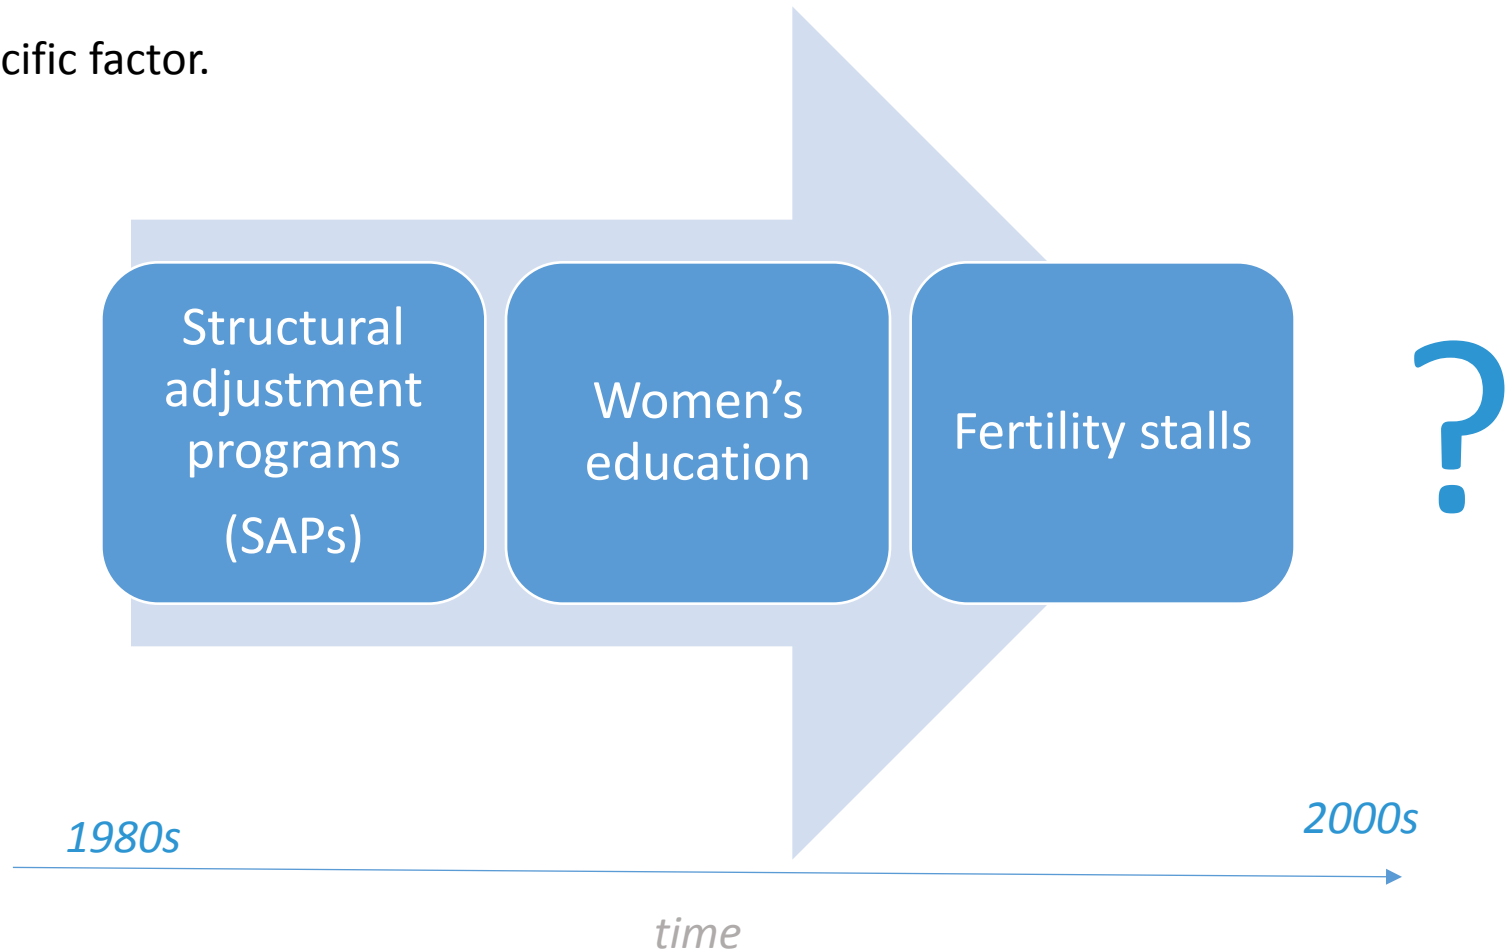 cific factor.
Structural
adjustment
programs
(SAPs)
Women’s
education
Fertility stalls
?
1980s
2000s
time